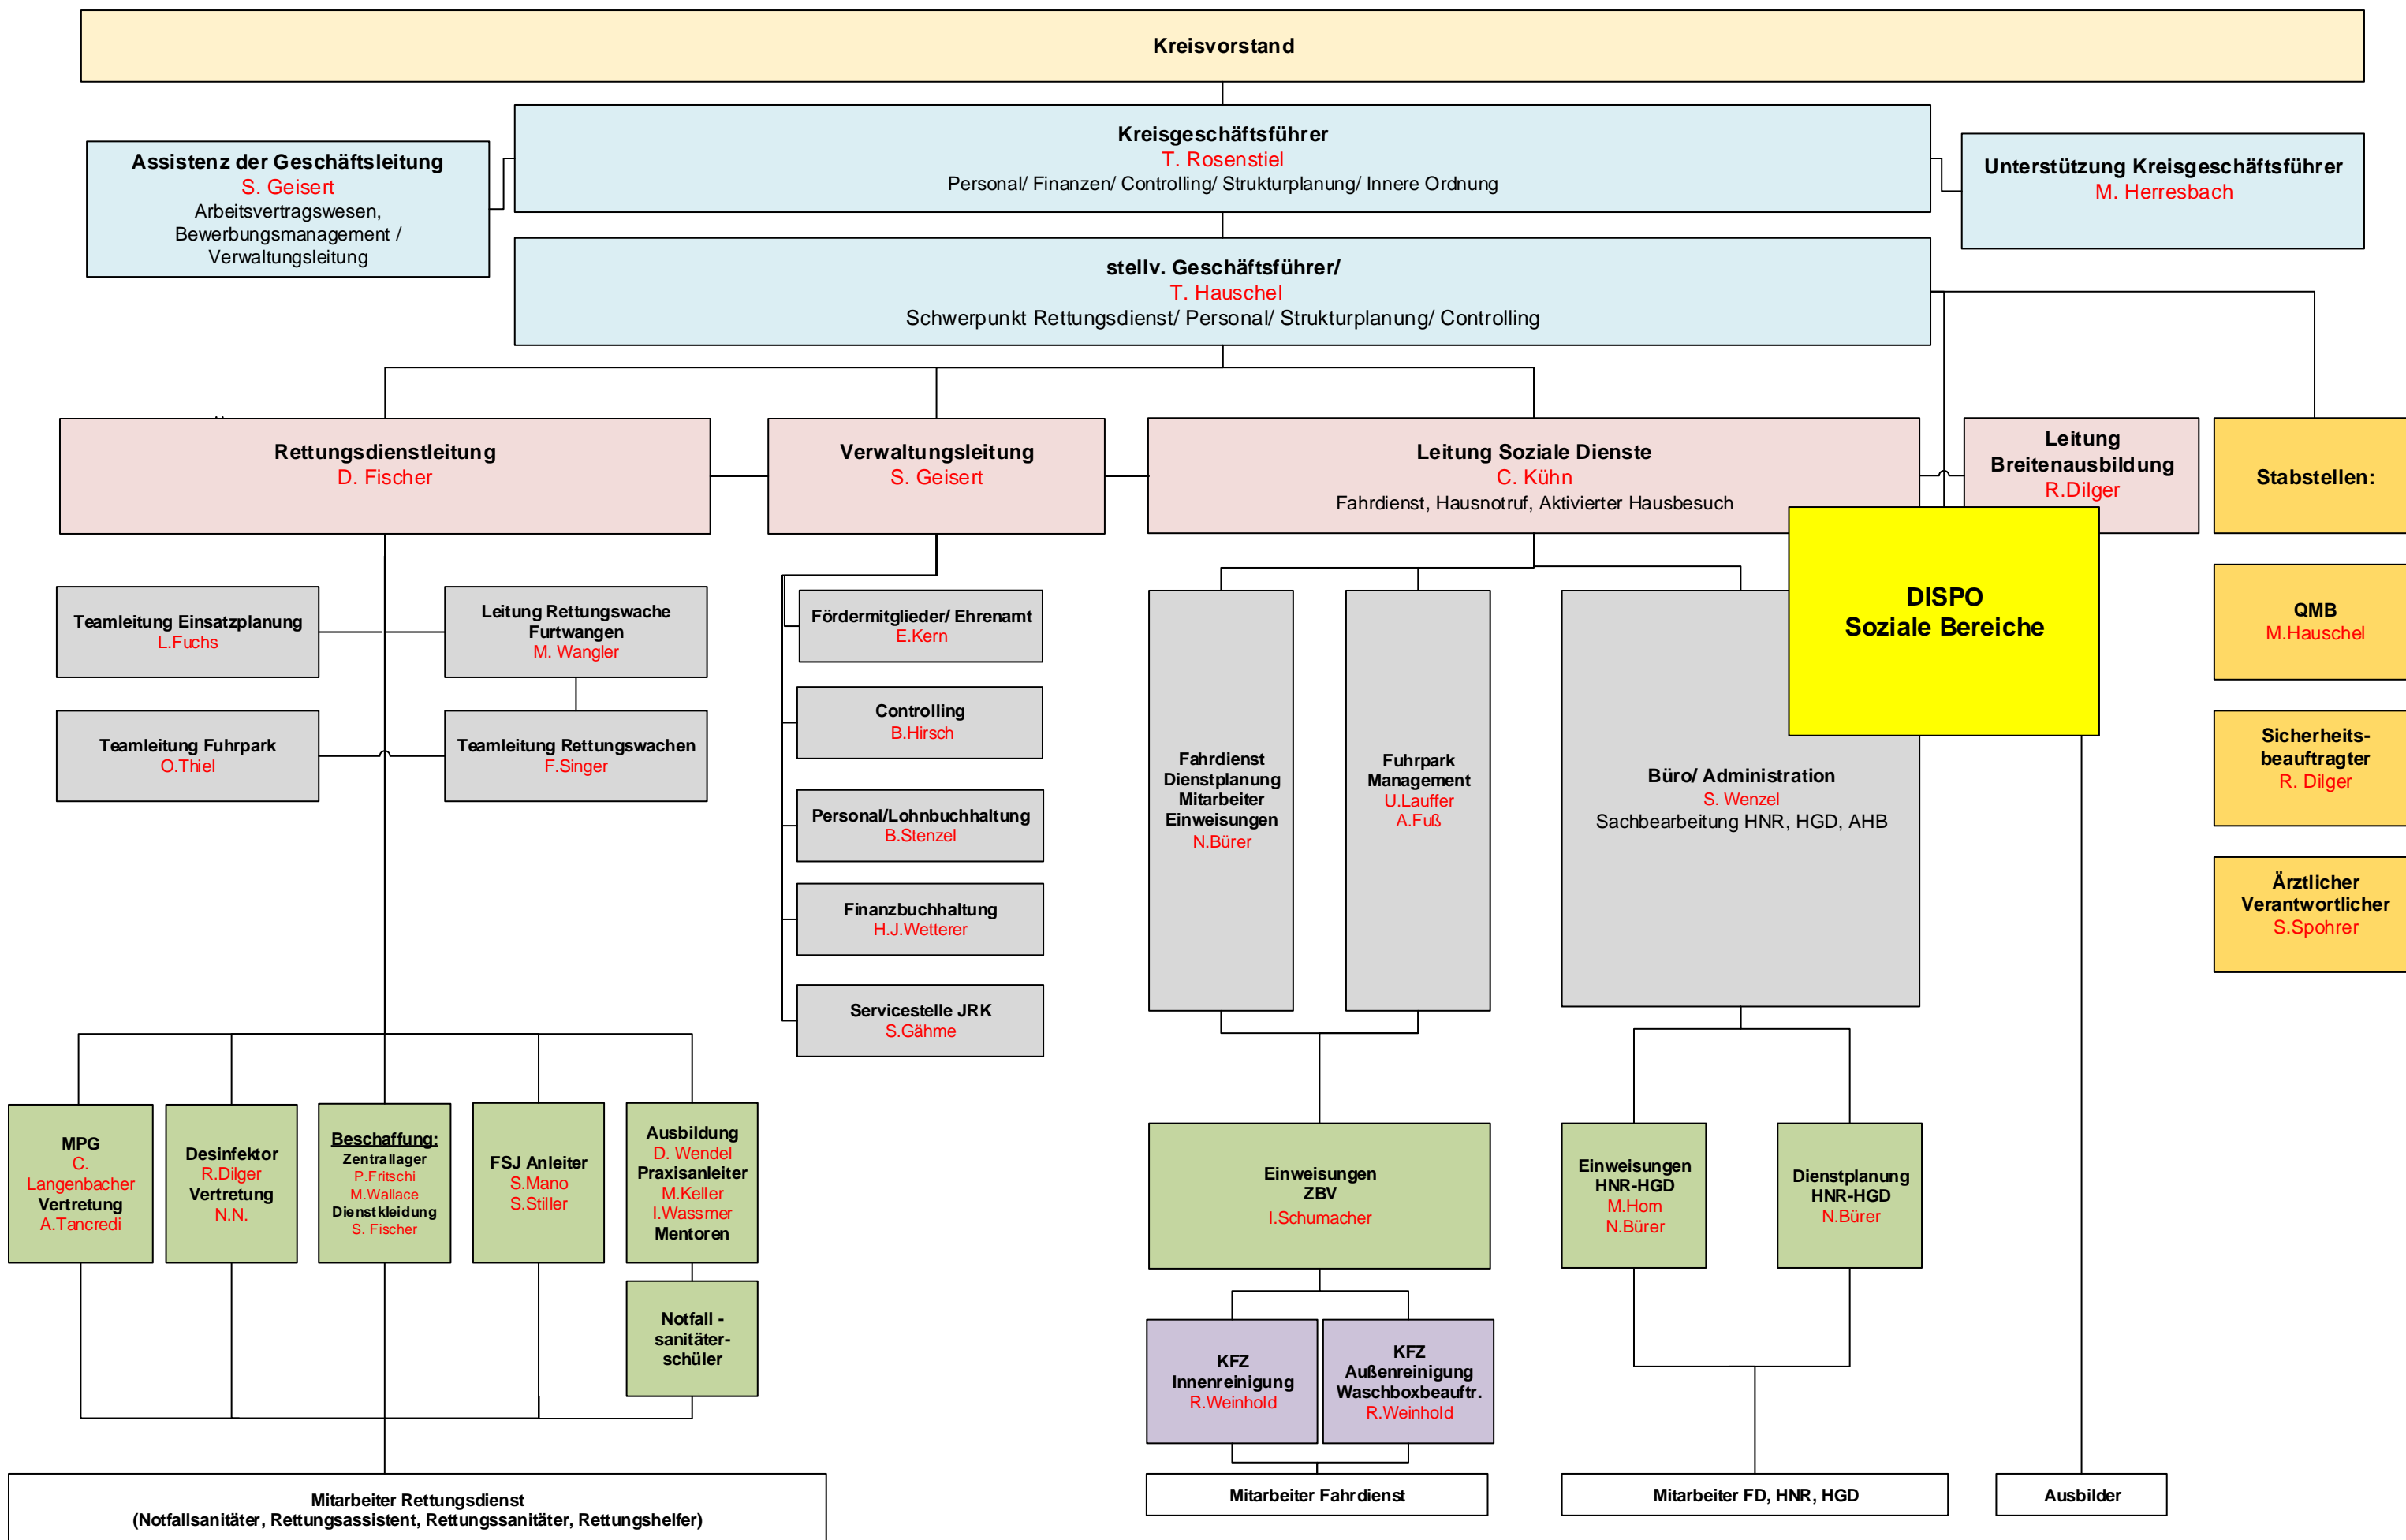 Kreisvorstand
Kreisgeschäftsführer
T. Rosenstiel
Personal/ Finanzen/ Controlling/ Strukturplanung/ Innere Ordnung
Assistenz der Geschäftsleitung
S. Geisert
Arbeitsvertragswesen,
Bewerbungsmanagement /
Verwaltungsleitung
Unterstützung Kreisgeschäftsführer
M. Herresbach
stellv. Geschäftsführer/
T. Hauschel
Schwerpunkt Rettungsdienst/ Personal/ Strukturplanung/ Controlling
Rettungsdienstleitung
D. Fischer
Verwaltungsleitung
S. Geisert
Leitung Soziale Dienste
C. Kühn
Fahrdienst, Hausnotruf, Aktivierter Hausbesuch
Leitung
Breitenausbildung
R.Dilger
Stabstellen:
DISPO
Soziale Bereiche
Teamleitung Einsatzplanung
L.Fuchs
Leitung Rettungswache
Furtwangen
M. Wangler
Teamleitung Fuhrpark
O.Thiel
Teamleitung Rettungswachen
F.Singer
Fördermitglieder/ Ehrenamt
E.Kern
Controlling
B.Hirsch
Personal/Lohnbuchhaltung
B.Stenzel
Finanzbuchhaltung
H.J.Wetterer
Servicestelle JRK
S.Gähme
Fahrdienst
Dienstplanung
Mitarbeiter
Einweisungen
N.Bürer
Fuhrpark
Management
U.Lauffer
A.Fuß
Büro/ Administration
S. Wenzel
Sachbearbeitung HNR, HGD, AHB
QMB
M.Hauschel
Sicherheits-
beauftragter
R. Dilger
Ärztlicher
Verantwortlicher
S.Spohrer
MPG
C.
Langenbacher
Vertretung
A.Tancredi
Desinfektor
R.Dilger
Vertretung
N.N.
Beschaffung:
Zentrallager
P.Fritschi
M.Wallace
Dienstkleidung
S. Fischer
FSJ Anleiter
S.Mano
S.Stiller
Ausbildung
D. Wendel
Praxisanleiter
M.Keller
I.Wassmer
Mentoren
Notfall -
sanitäter-
schüler
Einweisungen
ZBV
I.Schumacher
Einweisungen
HNR-HGD
M.Horn
N.Bürer
Dienstplanung
HNR-HGD
N.Bürer
KFZ
Innenreinigung
R.Weinhold
KFZ
Außenreinigung
Waschboxbeauftr.
R.Weinhold
Mitarbeiter Rettungsdienst
(Notfallsanitäter, Rettungsassistent, Rettungssanitäter, Rettungshelfer)
Mitarbeiter Fahrdienst
Mitarbeiter FD, HNR, HGD
Ausbilder